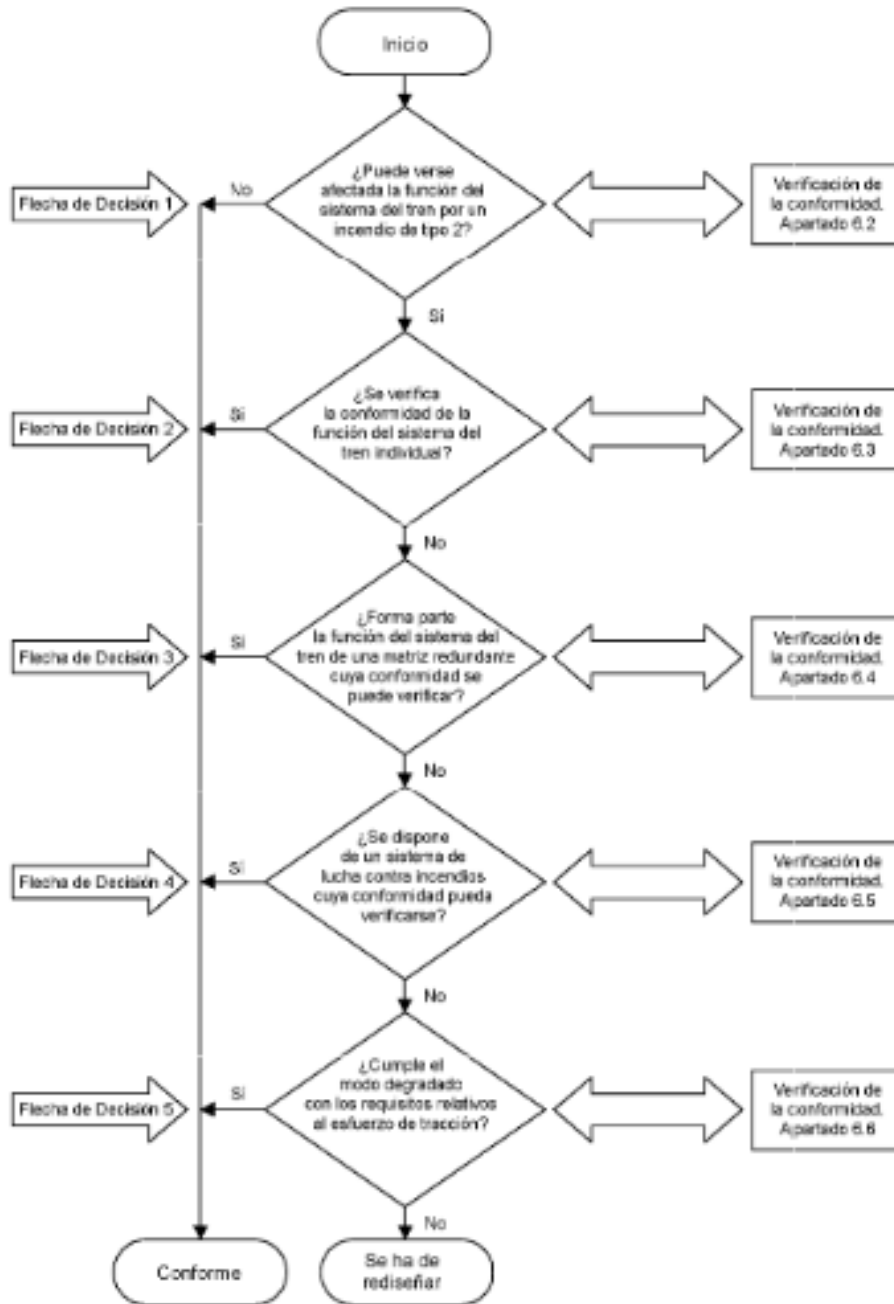 Inicio
¿Puede verse
afectada la función del
sistema del tren por un
incendio de tipo 2?
No
Flecha de Decisión 1
Verificación de
la conformidad.
Apartado 6.2
Sí
¿Se verifica
la conformidad de la
función del sistema del
tren individual?
Sí
Flecha de Decisión 2
Verificación de
la conformidad.
Apartado 6.3
No
¿Forma parte
la función del sistema del
tren de una matriz redundante
cuya conformidad se
puede verificar?
Sí
Flecha de Decisión 3
Verificación de
la conformidad.
Apartado 6.4
No
¿Se dispone
de un sistema de
lucha contra incendios
cuya conformidad pueda
verificarse?
Sí
Flecha de Decisión 4
Verificación de
la conformidad.
Apartado 6.5
No
¿Cumple el
modo degradado
con los requisitos relativos
al esfuerzo de tracción?
Sí
Flecha de Decisión 5
Verificación de
la conformidad.
Apartado 6.6
No
Conforme
Se ha de
rediseñar